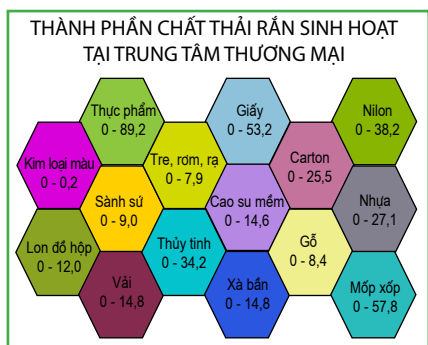 THÀNH PHẦN CHẤT THẢI RẮN SINH HOẠT
TẠI TRUNG TÂM THƯƠNG MẠI
Thực phẩm
0 - 89,2
Giấy
0 - 53,2
Nilon
0 - 38,2
Kim loại màu
0 - 0,2
Tre, rơm, rạ
0 - 7,9
Carton
0 - 25,5
Sành sứ
0 - 9,0
Cao su mềm
0 - 14,6
Nhựa
0 - 27,1
Lon đồ hộp
0 - 12,0
Thủy tinh
0 - 34,2
Gỗ
0 - 8,4
Vải
0 - 14,8
Xà bần
0 - 14,8
Mốp xốp
0 - 57,8